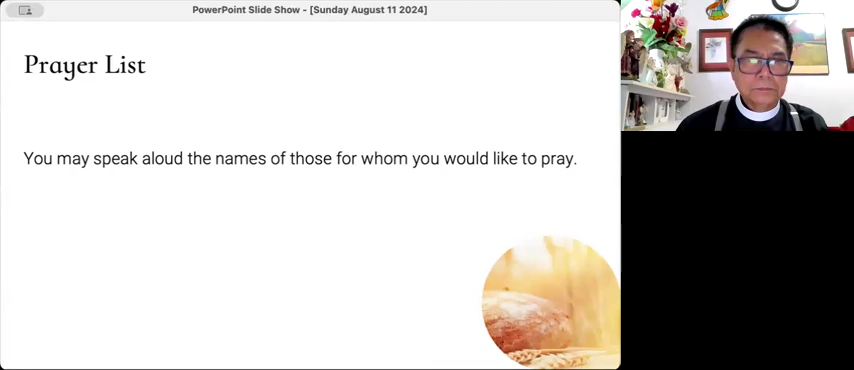 PowerPoint Slide Show - [Sunday August 11 2024]
Prayer List
You may speak aloud the names of those for whom you would like to pray.